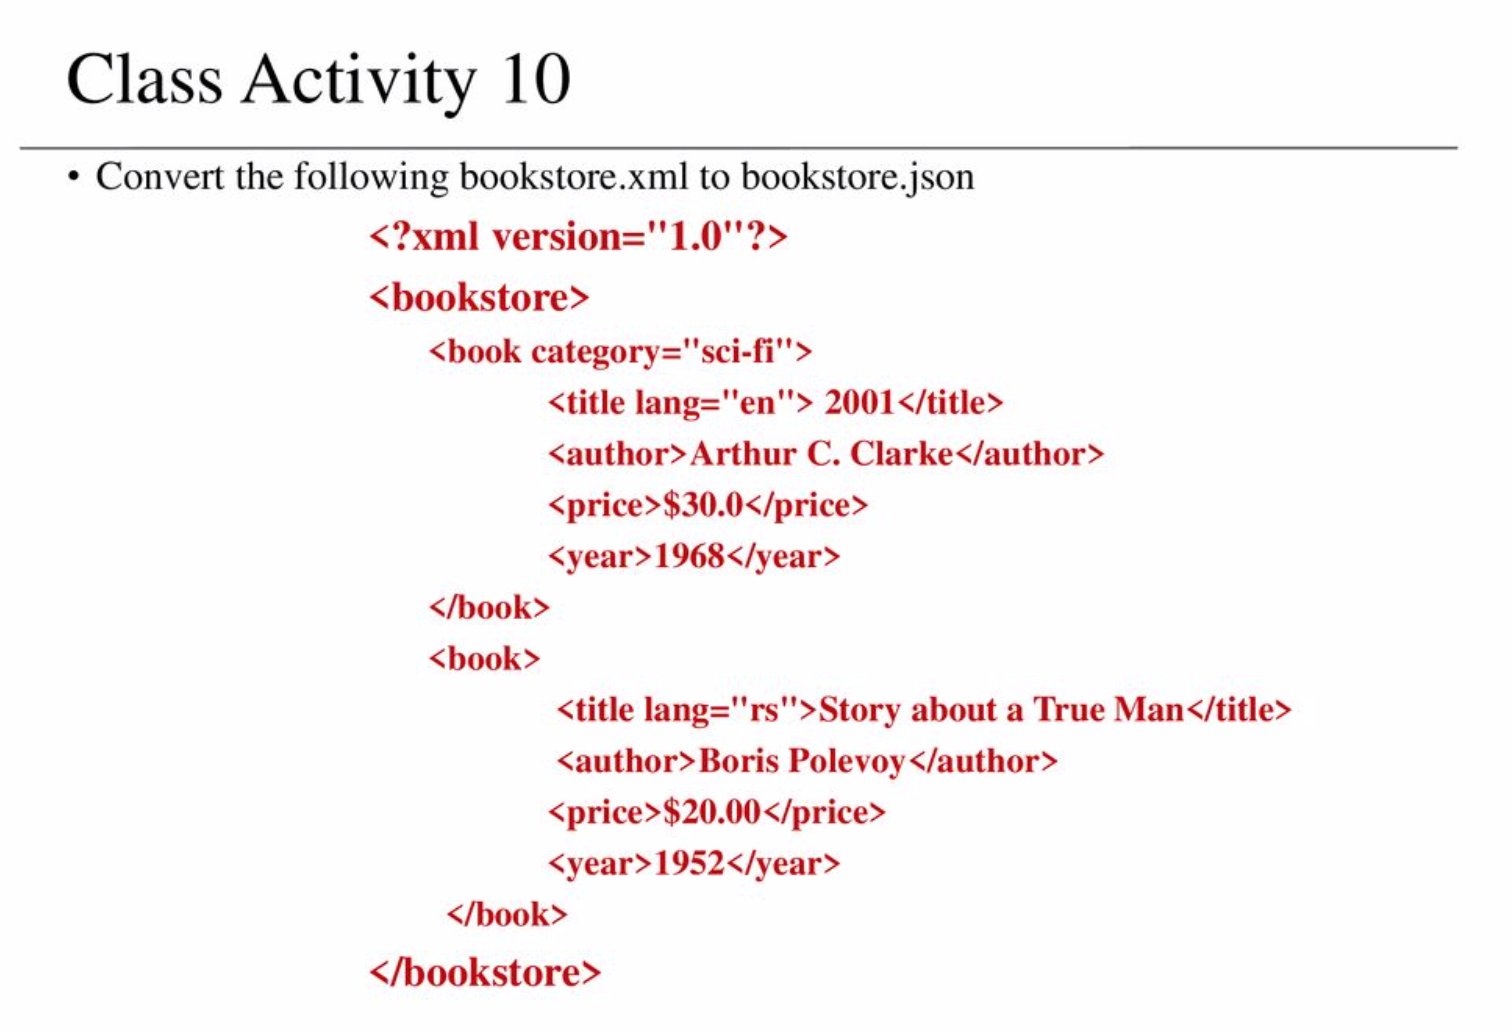 Class Activity 10
• Convert the following bookstore.xml to bookstore.json
<?xml version="1.0"?>
<bookstore>
<book category="sci-fi">
<title lang="en"> 2001</title>
<author>Arthur C. Clarke</author>
<price>$30.0</price>
<year>1968</year>
</book>
<book>
<title lang="rs">Story about a True Man</title>
<author>Boris Polevoy</author>
<price>$20.00</price>
<year>1952</year>
</book>
</bookstore>